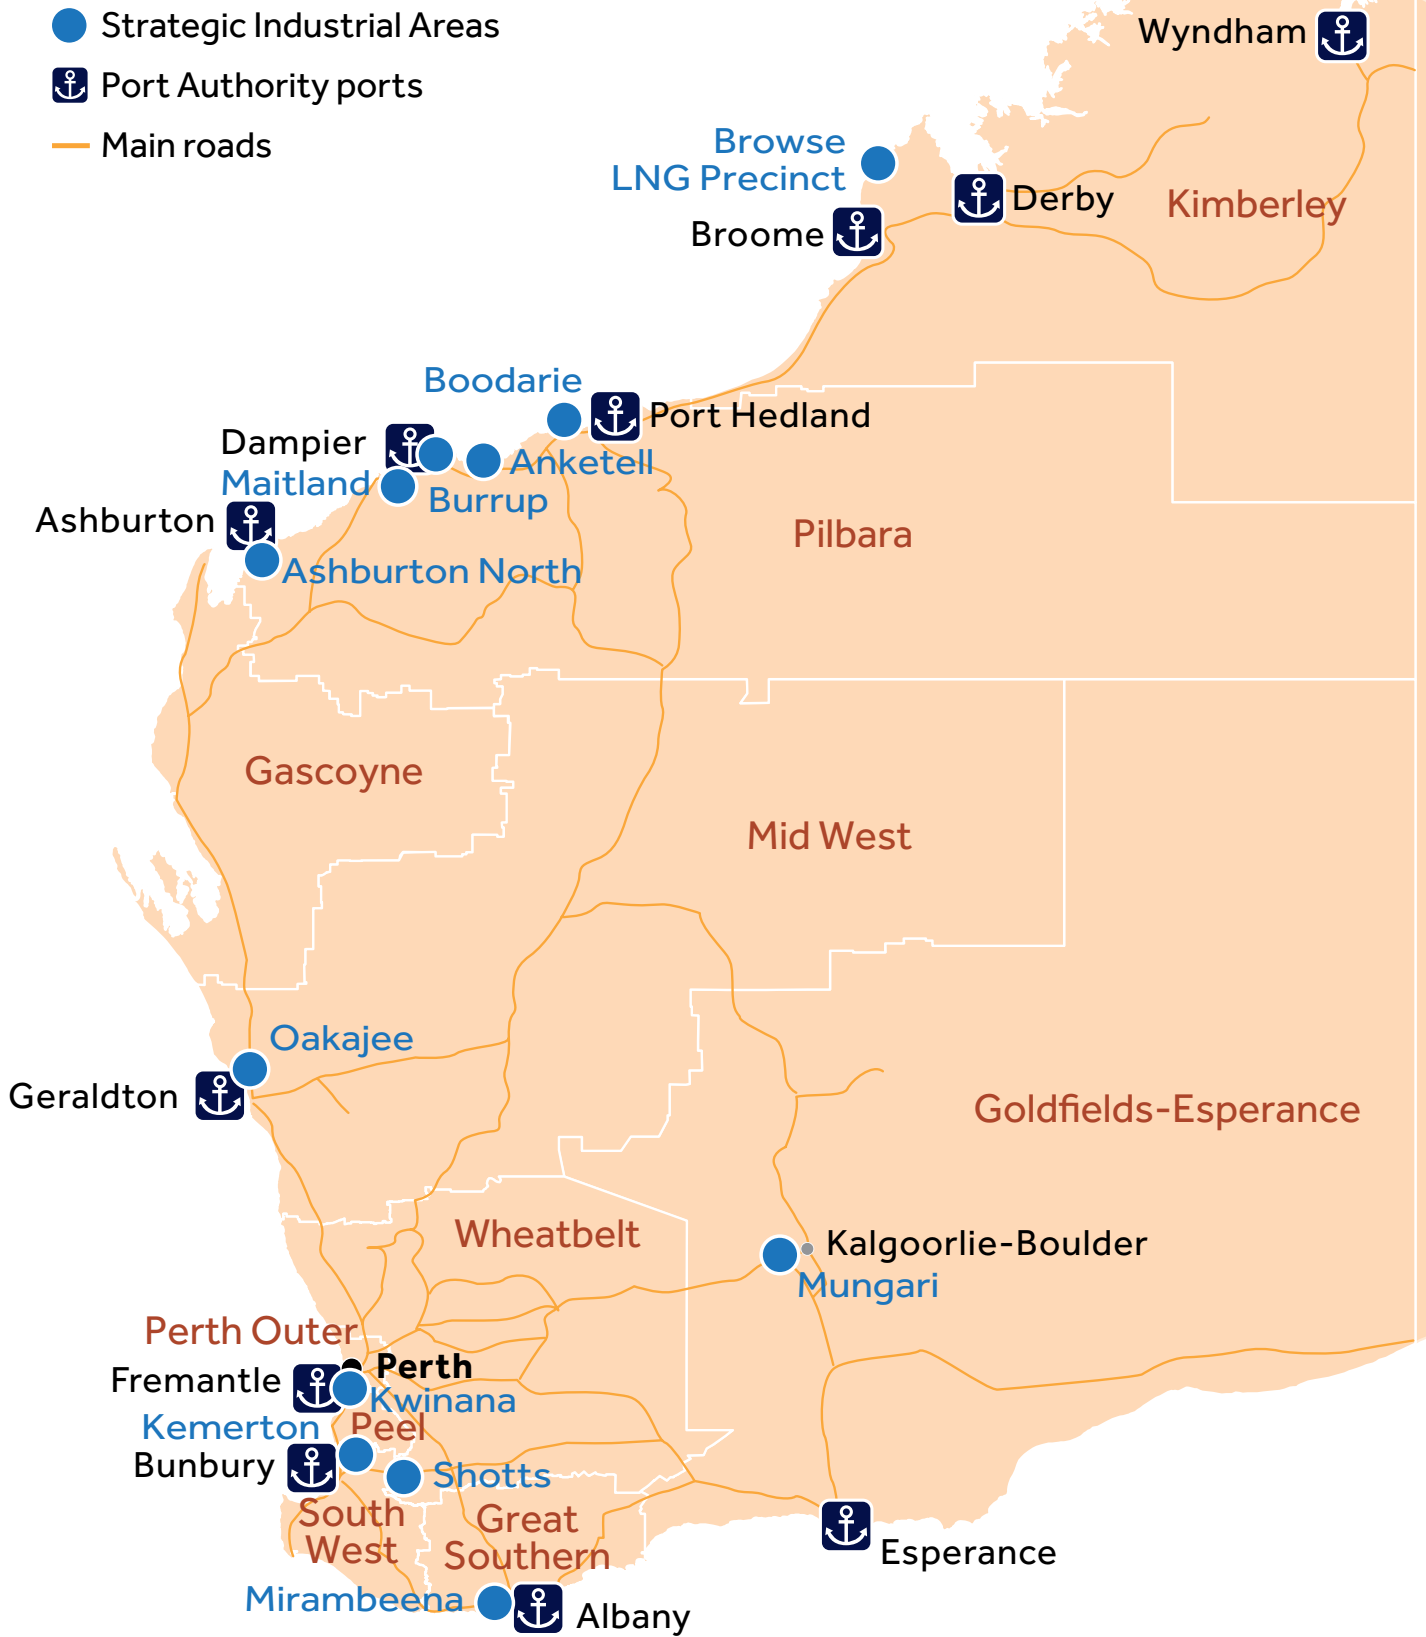 Strategic Industrial Areas
Port Authority ports
Main roads
Wyndham
Browse
LNG Precinct
Derby
Kimberley
Broome
Boodarie
Port Hedland
Dampier
Anketell
Maitland
Burrup
Ashburton
Pilbara
Ashburton North
Gascoyne
Mid West
Oakajee
Geraldton
Goldfields-Esperance
Wheatbelt
Kalgoorlie-Boulder
Mungari
Perth Outer
Perth
Fremantle
Kwinana
Kemerton
Peel
Bunbury
Shotts
South
West
Great
Southern
Esperance
Mirambeena
Albany